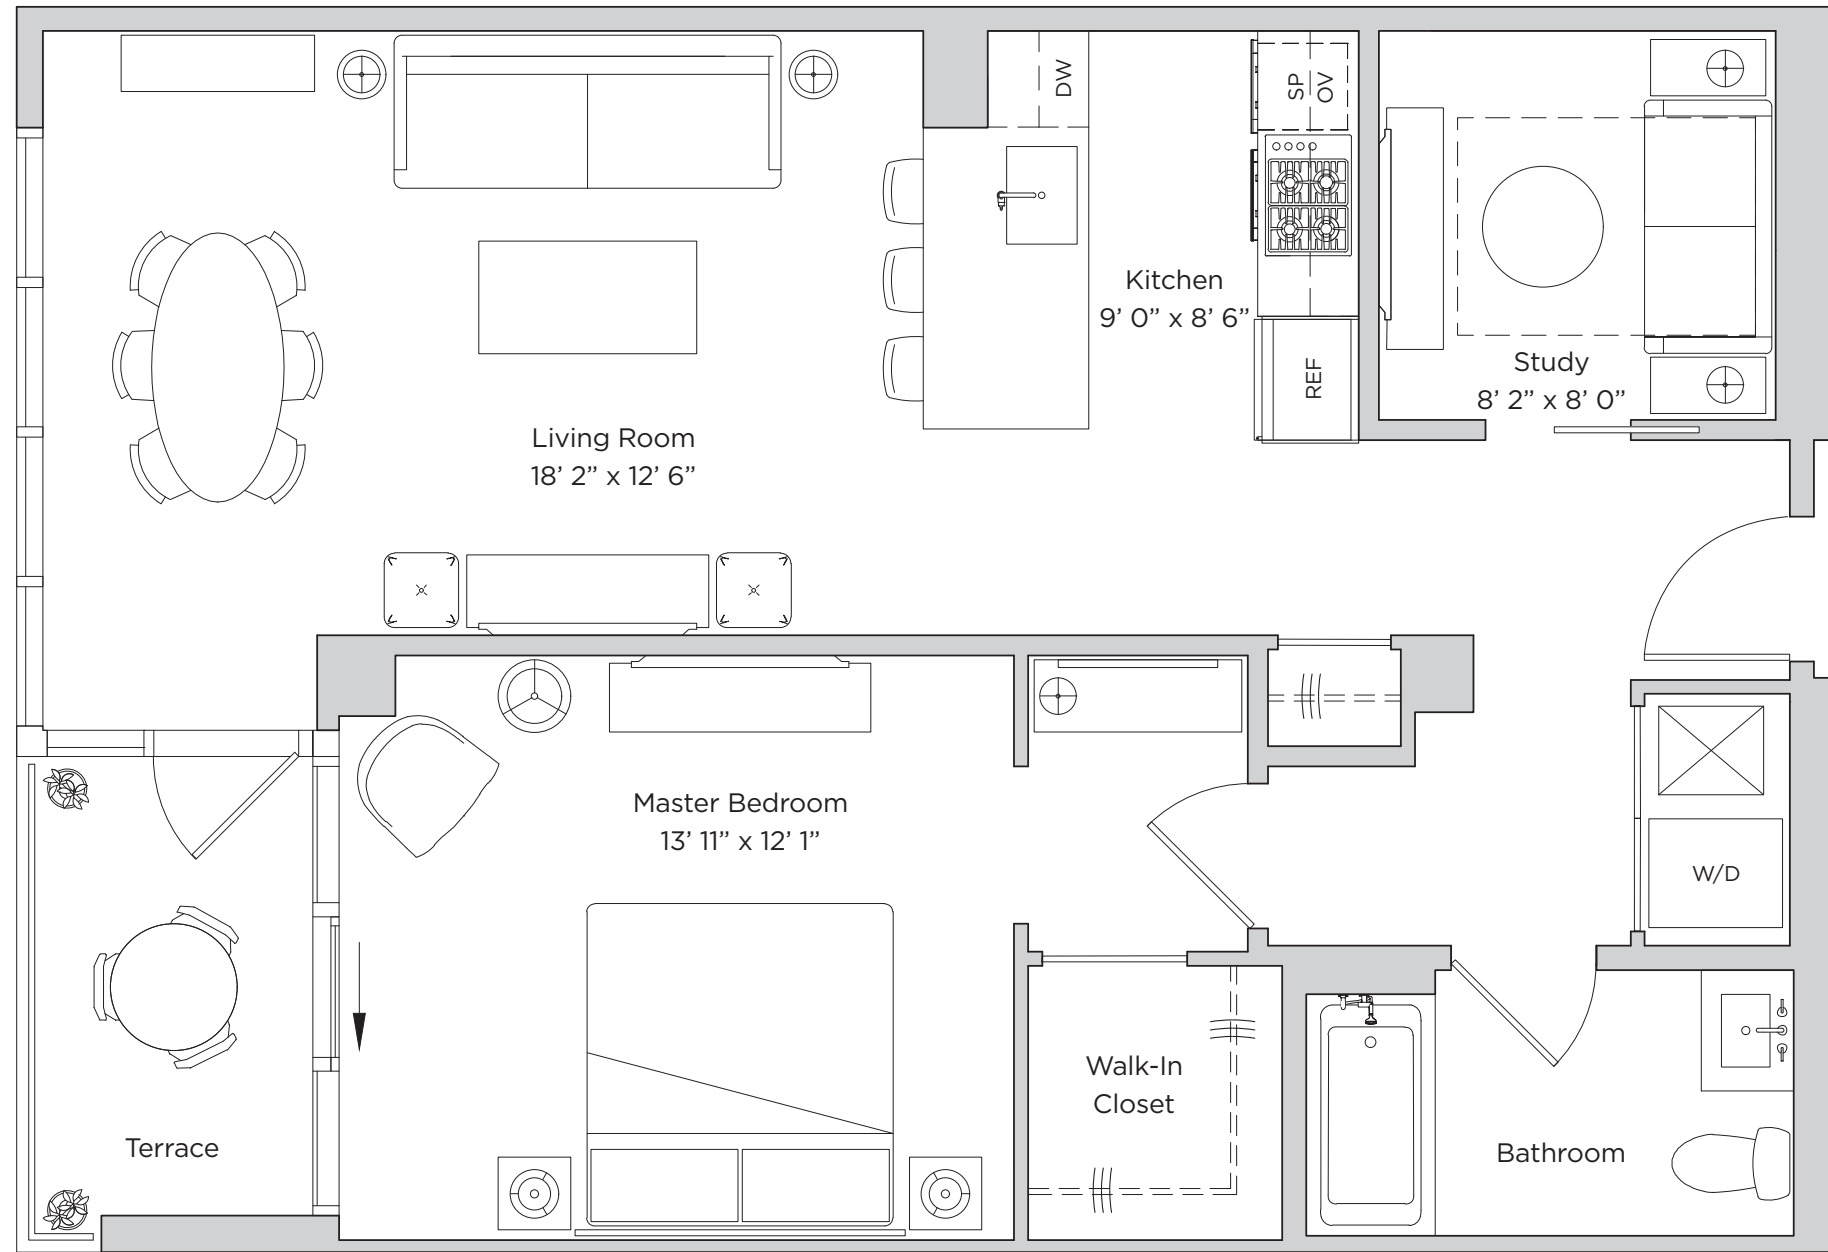 DW
SP
OV
Kitchen
9’ 0” x 8’ 6”
REF
Study
8’ 2” x 8’ 0”
Living Room
18’ 2” x 12’ 6”
Master Bedroom
13’ 11” x 12’ 1”
W/D
Walk-In
Closet
Terrace
Bathroom